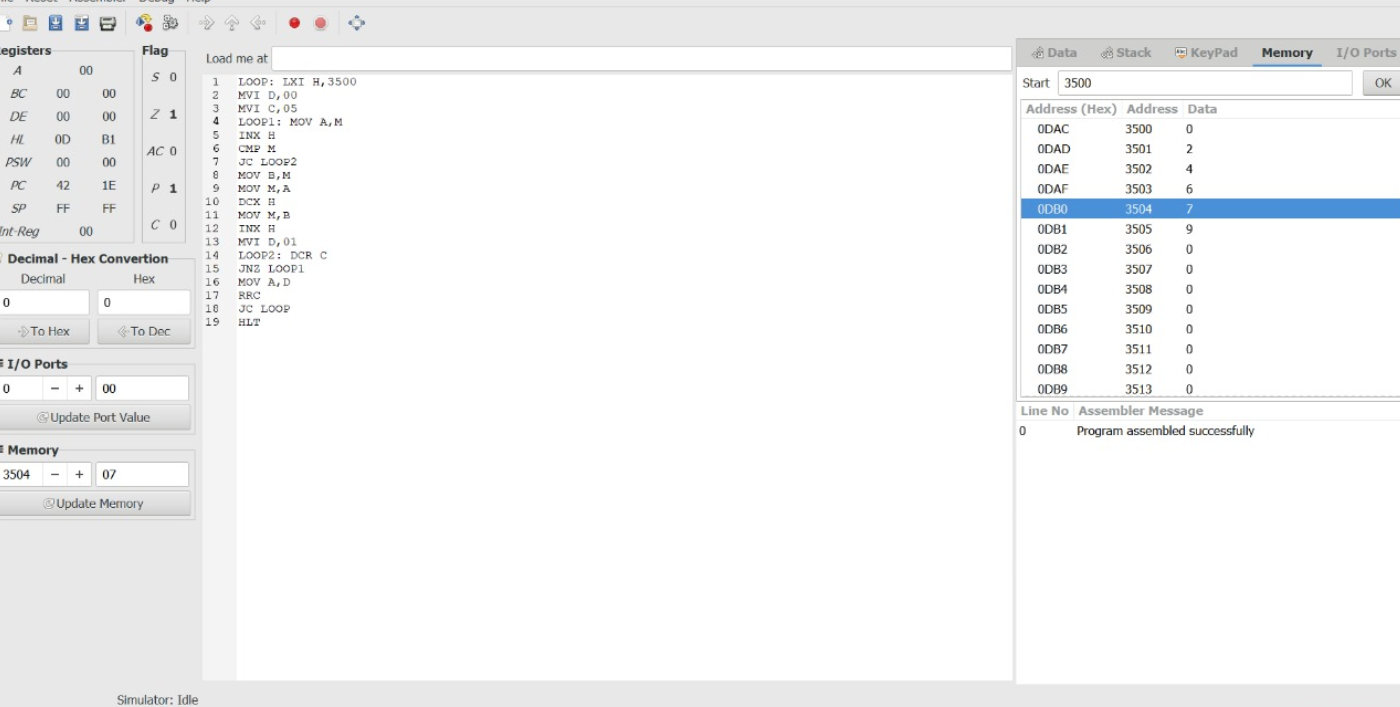 Reset Assembler Debug Help
Registers
A 00
BC 00 00
DE 00 00
HL 0D B1
PSW 00 00
PC 42 1E
SP FF FF
Int-Reg 00
Flag
S 0
Z 1
AC 0
P 1
C 0
Decimal - Hex Convertion
Decimal Hex
0 0
To Hex To Dec
I/O Ports
0 − + 00
Update Port Value
Memory
3504 − + 07
Update Memory
Load me at
1 LOOP: LXI H,3500
2 MVI D,00
3 MVI C,05
4 LOOP1: MOV A,M
5 INX H
6 CMP M
7 JC LOOP2
8 MOV B,M
9 MOV M,A
10 DCX H
11 MOV M,B
12 INX H
13 MVI D,01
14 LOOP2: DCR C
15 JNZ LOOP1
16 MOV A,D
17 RRC
18 JC LOOP
19 HLT
Data Stack KeyPad Memory I/O Ports
Start 3500 OK
Address (Hex) Address Data
0DAC 3500 0
0DAD 3501 2
0DAE 3502 4
0DAF 3503 6
0DB0 3504 7
0DB1 3505 9
0DB2 3506 0
0DB3 3507 0
0DB4 3508 0
0DB5 3509 0
0DB6 3510 0
0DB7 3511 0
0DB8 3512 0
0DB9 3513 0
Line No Assembler Message
0 Program assembled successfully
Simulator: Idle